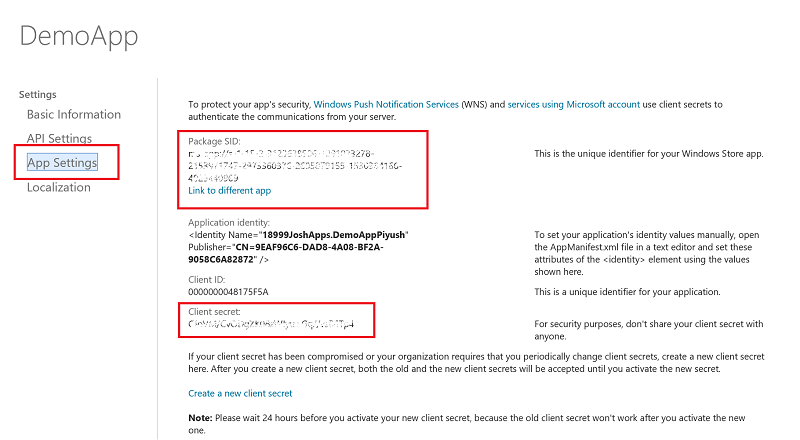 DemoApp
Settings
Basic Information
API Settings
App Settings
Localization
To protect your app's security, Windows Push Notification Services (WNS) and services using Microsoft account use client secrets to
authenticate the communications from your server.
Package SID:
This is the unique identifier for your Windows Store app.
Link to different app
Application identity:
<Identity Name="18999JoshApps.DemoAppPiyush"
Publisher="CN=9EAF96C6-DAD8-4A08-BF2A-
9058C6A82872" />
To set your application's identity values manually, open
the AppManifest.xml file in a text editor and set these
attributes of the <identity> element using the values
shown here.
Client ID:
0000000048175F5A
This is a unique identifier for your application.
Client secret:
For security purposes, don't share your client secret with
anyone.
If your client secret has been compromised or your organization requires that you periodically change client secrets, create a new client secret
here. After you create a new client secret, both the old and the new client secrets will be accepted until you activate the new secret.
Create a new client secret
Note: Please wait 24 hours before you activate your new client secret, because the old client secret won't work after you activate the new
one.